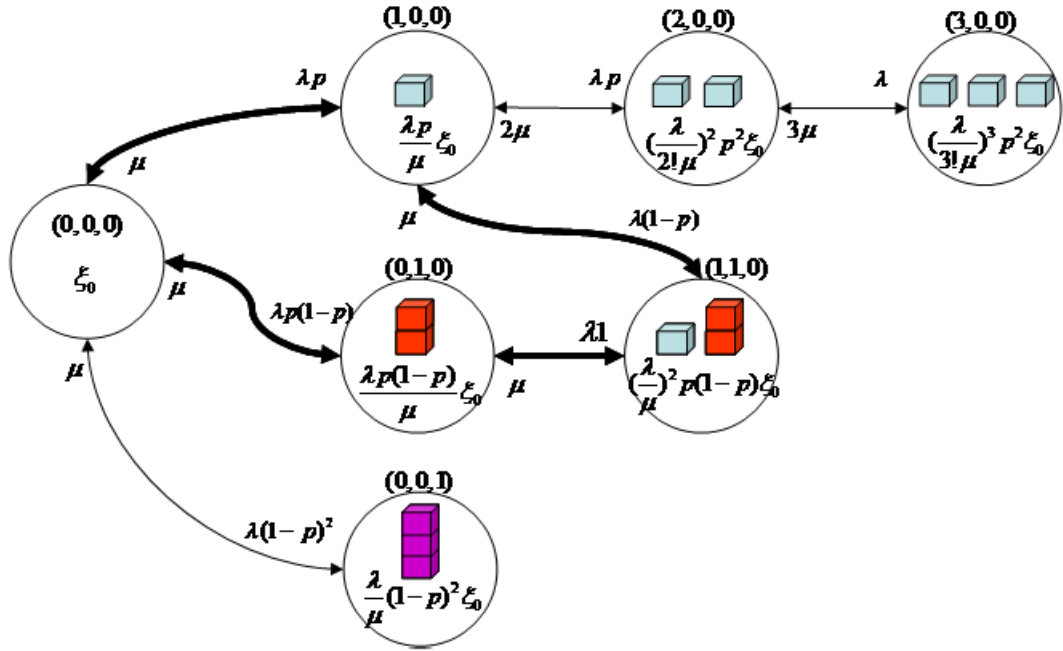 (1,0,0)
(2,0,0)
(3,0,0)
λp
λp
λ
λp/μ ξ₀
2μ
(λ/2!μ)² p² ξ₀
3μ
(λ/3!μ)³ p² ξ₀
μ
(0,0,0)
ξ₀
μ
λ(1-p)
μ
(0,1,0)
(1,1,0)
λp(1-p)
λ1
λp(1-p)/μ ξ₀
μ
(λ/μ)² p(1-p)ξ₀
μ
(0,0,1)
λ(1-p)²
λ/μ (1-p)² ξ₀